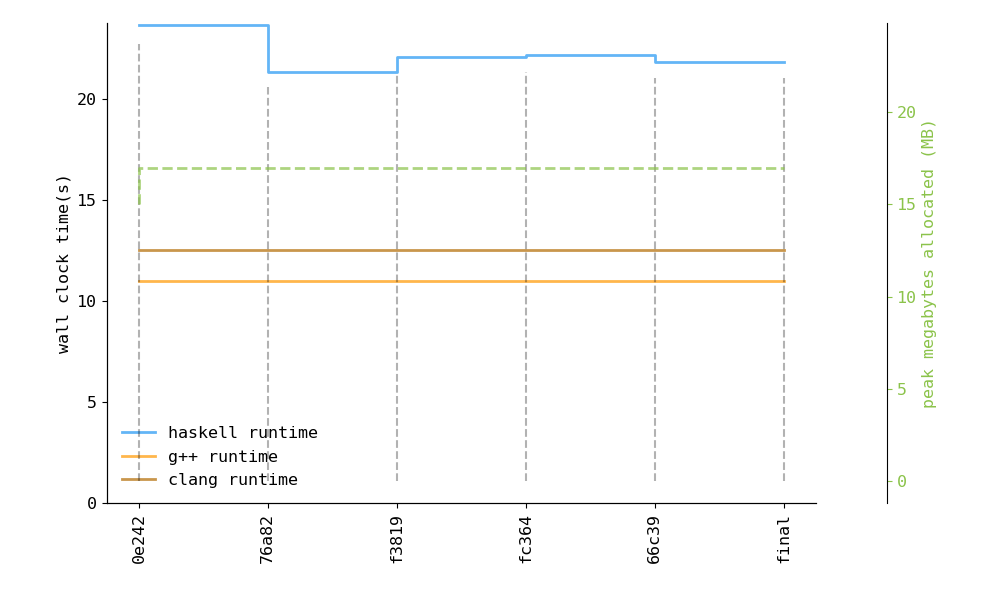 wall clock time(s)
20
15
10
5
0
haskell runtime
g++ runtime
clang runtime
0e242
76a82
f3819
fc364
66c39
final
20
15
10
5
0
peak megabytes allocated (MB)